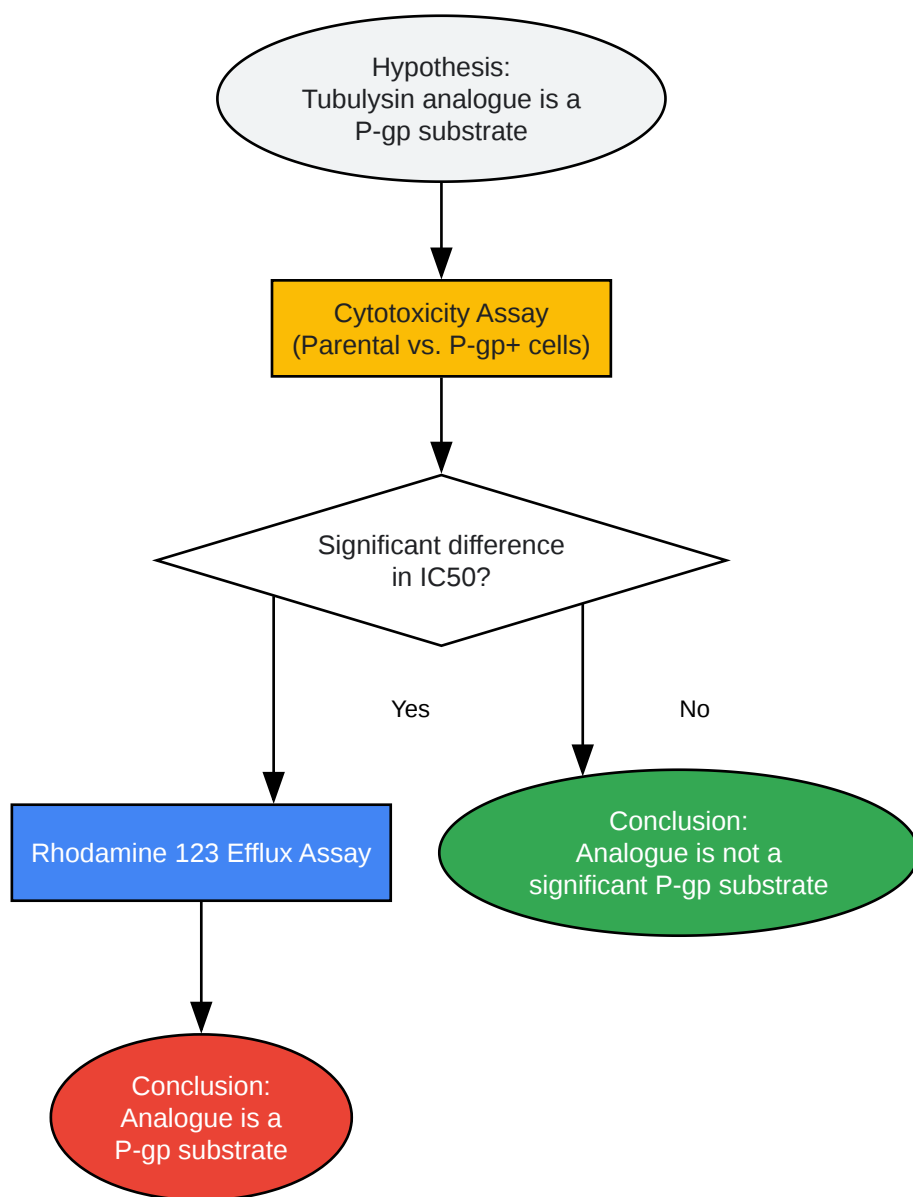 Hypothesis:
Tubulysin analogue is a
P-gp substrate
Cytotoxicity Assay
(Parental vs. P-gp+ cells)
Significant difference
in IC50?
Yes
No
Rhodamine 123 Efflux Assay
Conclusion:
Analogue is not a
significant P-gp substrate
Conclusion:
Analogue is a
P-gp substrate